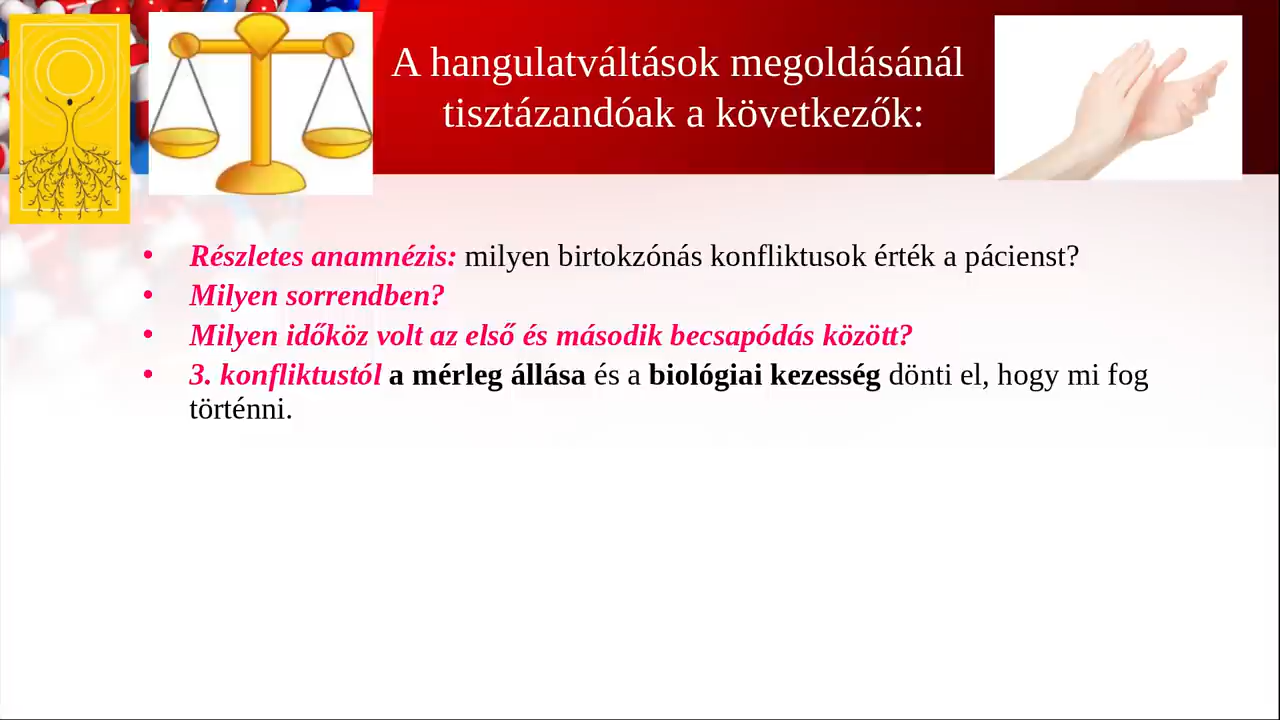 A hangulatváltások megoldásánál
tisztázandóak a következők:
• Részletes anamnézis: milyen birtokzónás konfliktusok érték a pácienst?
• Milyen sorrendben?
• Milyen időköz volt az első és második becsapódás között?
• 3. konfliktustól a mérleg állása és a biológiai kezesség dönti el, hogy mi fog
történni.